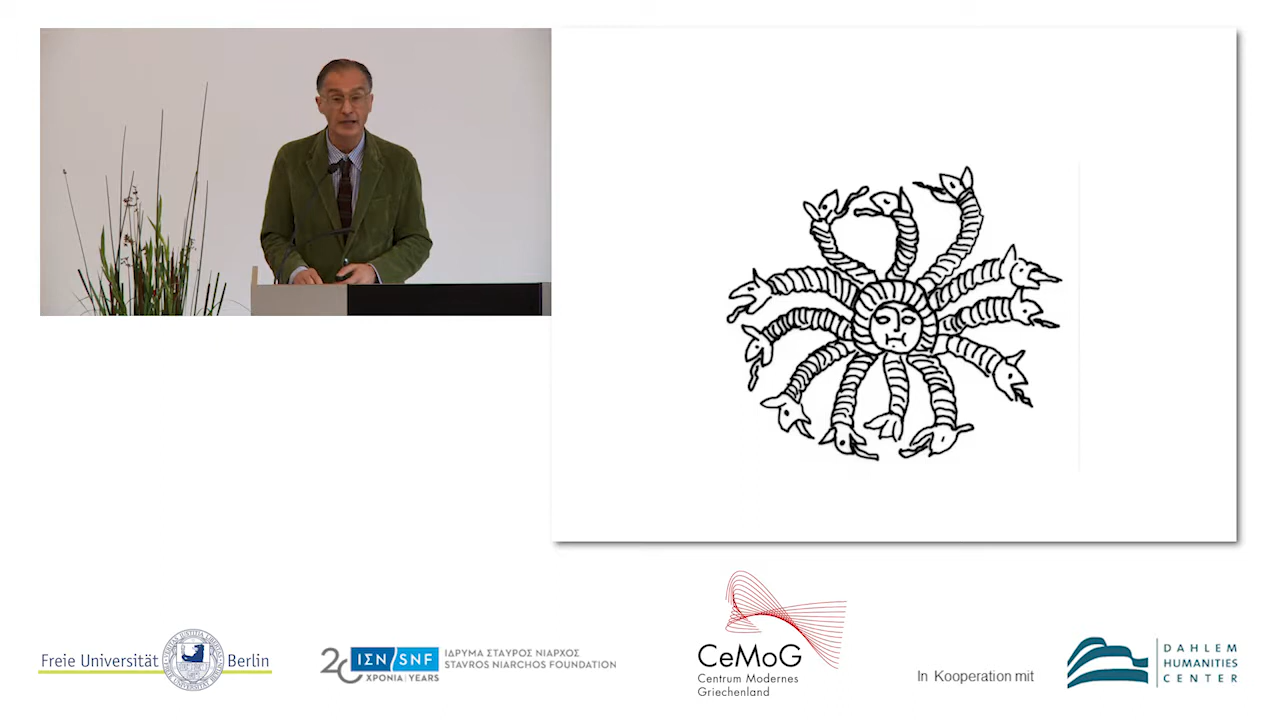 Freie Universität Berlin
20 ΙΣΝ/SNF
ΧΡΟΝΙΑ YEARS
ΙΔΡΥΜΑ ΣΤΑΥΡΟΣ ΝΙΑΡΧΟΣ
STAVROS NIARCHOS FOUNDATION
CeMoG
Centrum Modernes
Griechenland
In Kooperation mit
DAHLEM
HUMANITIES
CENTER